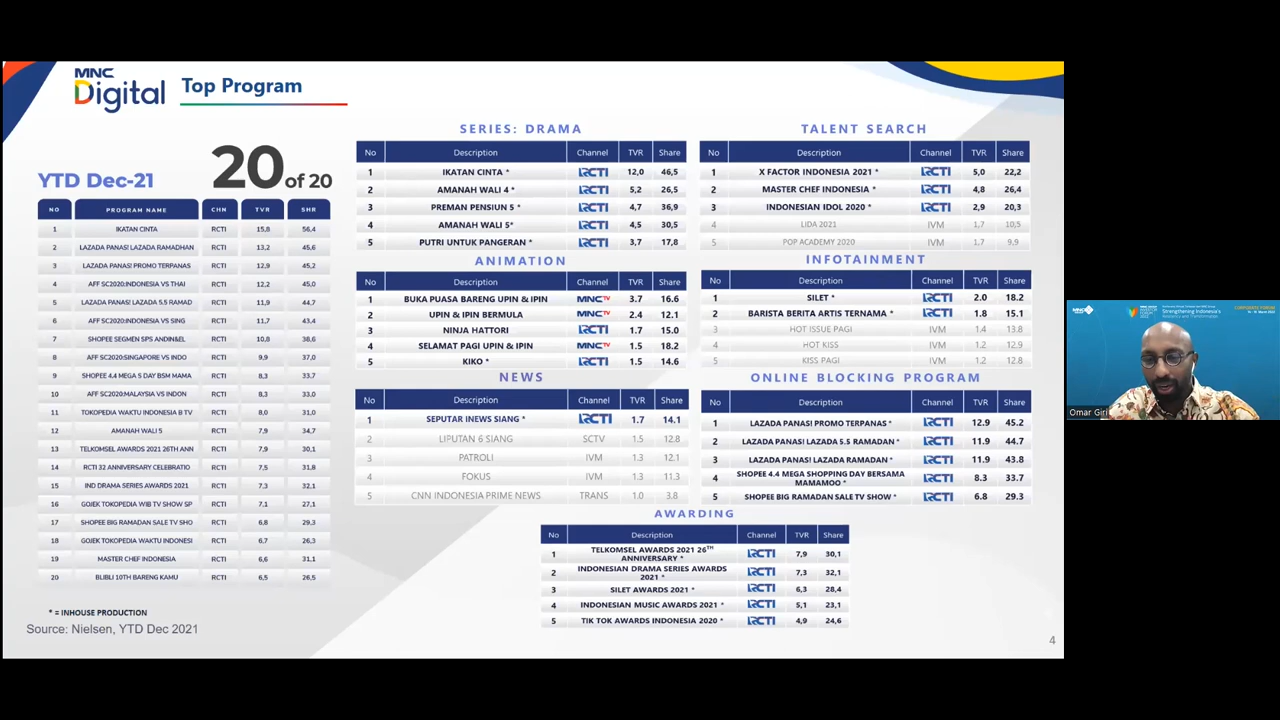 MNC
Digital
Top Program
YTD Dec-21
20 of 20
NO PROGRAM NAME CHN TVR SHR
1 IKATAN CINTA RCTI 15,8 56,4
2 LAZADA PANAS! LAZADA RAMADHAN RCTI 13,2 45,6
3 LAZADA PANAS! PROMO TERPANAS RCTI 12,9 45,2
4 AFF SC2020:INDONESIA VS THAI RCTI 12,2 45,0
5 LAZADA PANAS! LAZADA 5.5 RAMAD RCTI 11,9 44,7
6 AFF SC2020:INDONESIA VS SING RCTI 11,7 43,4
7 SHOPEE SEGMEN SPS ANDIN&EL RCTI 10,8 38,6
8 AFF SC2020:SINGAPORE VS INDO RCTI 9,9 37,0
9 SHOPEE 4.4 MEGA S DAY BSM MAMA RCTI 8,3 33,7
10 AFF SC2020:MALAYSIA VS INDON RCTI 8,3 33,0
11 TOKOPEDIA WAKTU INDONESIA B TV RCTI 8,0 31,0
12 AMANAH WALI 5 RCTI 7,9 34,7
13 TELKOMSEL AWARDS 2021 26TH ANN RCTI 7,9 30,1
14 RCTI 32 ANNIVERSARY CELEBRATIO RCTI 7,5 31,8
15 IND DRAMA SERIES AWARDS 2021 RCTI 7,3 32,1
16 GOJEK TOKOPEDIA WIB TV SHOW SP RCTI 7,1 27,1
17 SHOPEE BIG RAMADAN SALE TV SHO RCTI 6,8 29,3
18 GOJEK TOKOPEDIA WAKTU INDONESI RCTI 6,7 26,3
19 MASTER CHEF INDONESIA RCTI 6,6 31,1
20 BLIBLI 10TH BARENG KAMU RCTI 6,5 26,5
* = INHOUSE PRODUCTION
Source: Nielsen, YTD Dec 2021
SERIES: DRAMA
No Description Channel TVR Share
1 IKATAN CINTA * RCTI 12,0 46,5
2 AMANAH WALI 4 * RCTI 5,2 26,5
3 PREMAN PENSIUN 5 * RCTI 4,7 36,9
4 AMANAH WALI 5* RCTI 4,5 30,5
5 PUTRI UNTUK PANGERAN * RCTI 3,7 17,8
ANIMATION
No Description Channel TVR Share
1 BUKA PUASA BARENG UPIN & IPIN MNCTV 3.7 16.6
2 UPIN & IPIN BERMULA MNCTV 2.4 12.1
3 NINJA HATTORI RCTI 1.7 15.0
4 SELAMAT PAGI UPIN & IPIN MNCTV 1.5 18.2
5 KIKO * RCTI 1.5 14.6
NEWS
No Description Channel TVR Share
1 SEPUTAR INEWS SIANG * RCTI 1.7 14.1
2 LIPUTAN 6 SIANG SCTV 1.5 12.8
3 PATROLI IVM 1.3 12.1
4 FOKUS IVM 1.3 11.3
5 CNN INDONESIA PRIME NEWS TRANS 1.0 3.8
TALENT SEARCH
No Description Channel TVR Share
1 X FACTOR INDONESIA 2021 * RCTI 5,0 22,2
2 MASTER CHEF INDONESIA * RCTI 4,8 26,4
3 INDONESIAN IDOL 2020 * RCTI 2,9 20,3
4 LIDA 2021 IVM 1,7 10,5
5 POP ACADEMY 2020 IVM 1.7 9,9
INFOTAINMENT
No Description Channel TVR Share
1 SILET * RCTI 2.0 18.2
2 BARISTA BERITA ARTIS TERNAMA * RCTI 1.8 15.1
3 HOT ISSUE PAGI IVM 1.4 13.8
4 HOT KISS IVM 1.2 12.9
5 KISS PAGI IVM 1.2 12.8
ONLINE BLOCKING PROGRAM
No Description Channel TVR Share
1 LAZADA PANAS! PROMO TERPANAS * RCTI 12.9 45.2
2 LAZADA PANAS! LAZADA 5.5 RAMADAN * RCTI 11.9 44.7
3 LAZADA PANAS! LAZADA RAMADAN * RCTI 11.9 43.8
4 SHOPEE 4.4 MEGA SHOPPING DAY BERSAMA MAMAMOO * RCTI 8.3 33.7
5 SHOPEE BIG RAMADAN SALE TV SHOW * RCTI 6.8 29.3
AWARDING
No Description Channel TVR Share
1 TELKOMSEL AWARDS 2021 26TH ANNIVERSARY * RCTI 7,9 30,1
2 INDONESIAN DRAMA SERIES AWARDS 2021 * RCTI 7,3 32,1
3 SILET AWARDS 2021 * RCTI 6,3 28,4
4 INDONESIAN MUSIC AWARDS 2021 * RCTI 5,1 23,1
5 TIK TOK AWARDS INDONESIA 2020 * RCTI 4,9 24,6
4
MNC
Strengthening Indonesia's
CORPORATE FORUM
Omar Giri